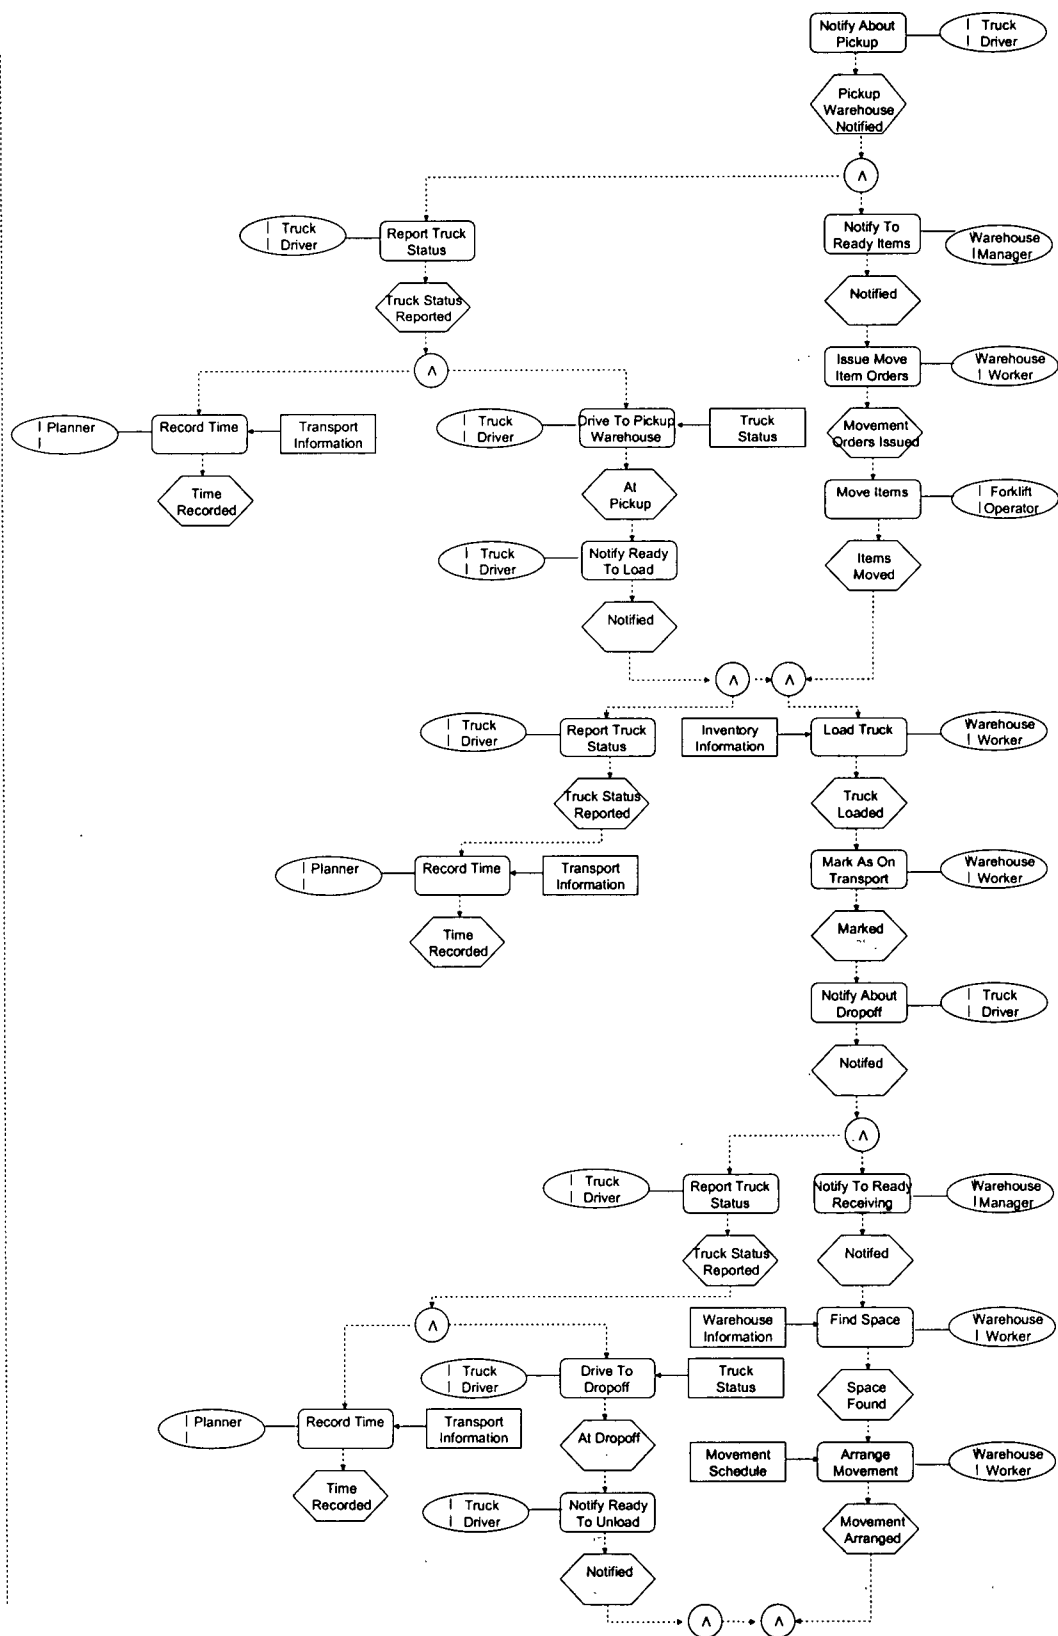 Notify About
Pickup
Truck
Driver
Pickup
Warehouse
Notified
Λ
Truck
Driver
Report Truck
Status
Notify To
Ready Items
Warehouse
Manager
Truck Status
Reported
Notified
Λ
Issue Move
Item Orders
Warehouse
Worker
Planner
Record Time
Transport
Information
Truck
Driver
Drive To Pickup
Warehouse
Truck
Status
Movement
Orders Issued
Time
Recorded
At
Pickup
Move Items
Forklift
Operator
Truck
Driver
Notify Ready
To Load
Items
Moved
Notified
Λ
Λ
Truck
Driver
Report Truck
Status
Inventory
Information
Load Truck
Warehouse
Worker
Truck Status
Reported
Truck
Loaded
Planner
Record Time
Transport
Information
Mark As On
Transport
Warehouse
Worker
Time
Recorded
Marked
Notify About
Dropoff
Truck
Driver
Notifed
Λ
Truck
Driver
Report Truck
Status
Notify To Ready
Receiving
Warehouse
Manager
Truck Status
Reported
Notifed
Λ
Warehouse
Information
Find Space
Warehouse
Worker
Truck
Driver
Drive To
Dropoff
Truck
Status
Space
Found
Planner
Record Time
Transport
Information
At Dropoff
Movement
Schedule
Arrange
Movement
Warehouse
Worker
Time
Recorded
Truck
Driver
Notify Ready
To Unload
Movement
Arranged
Notified
Λ
Λ